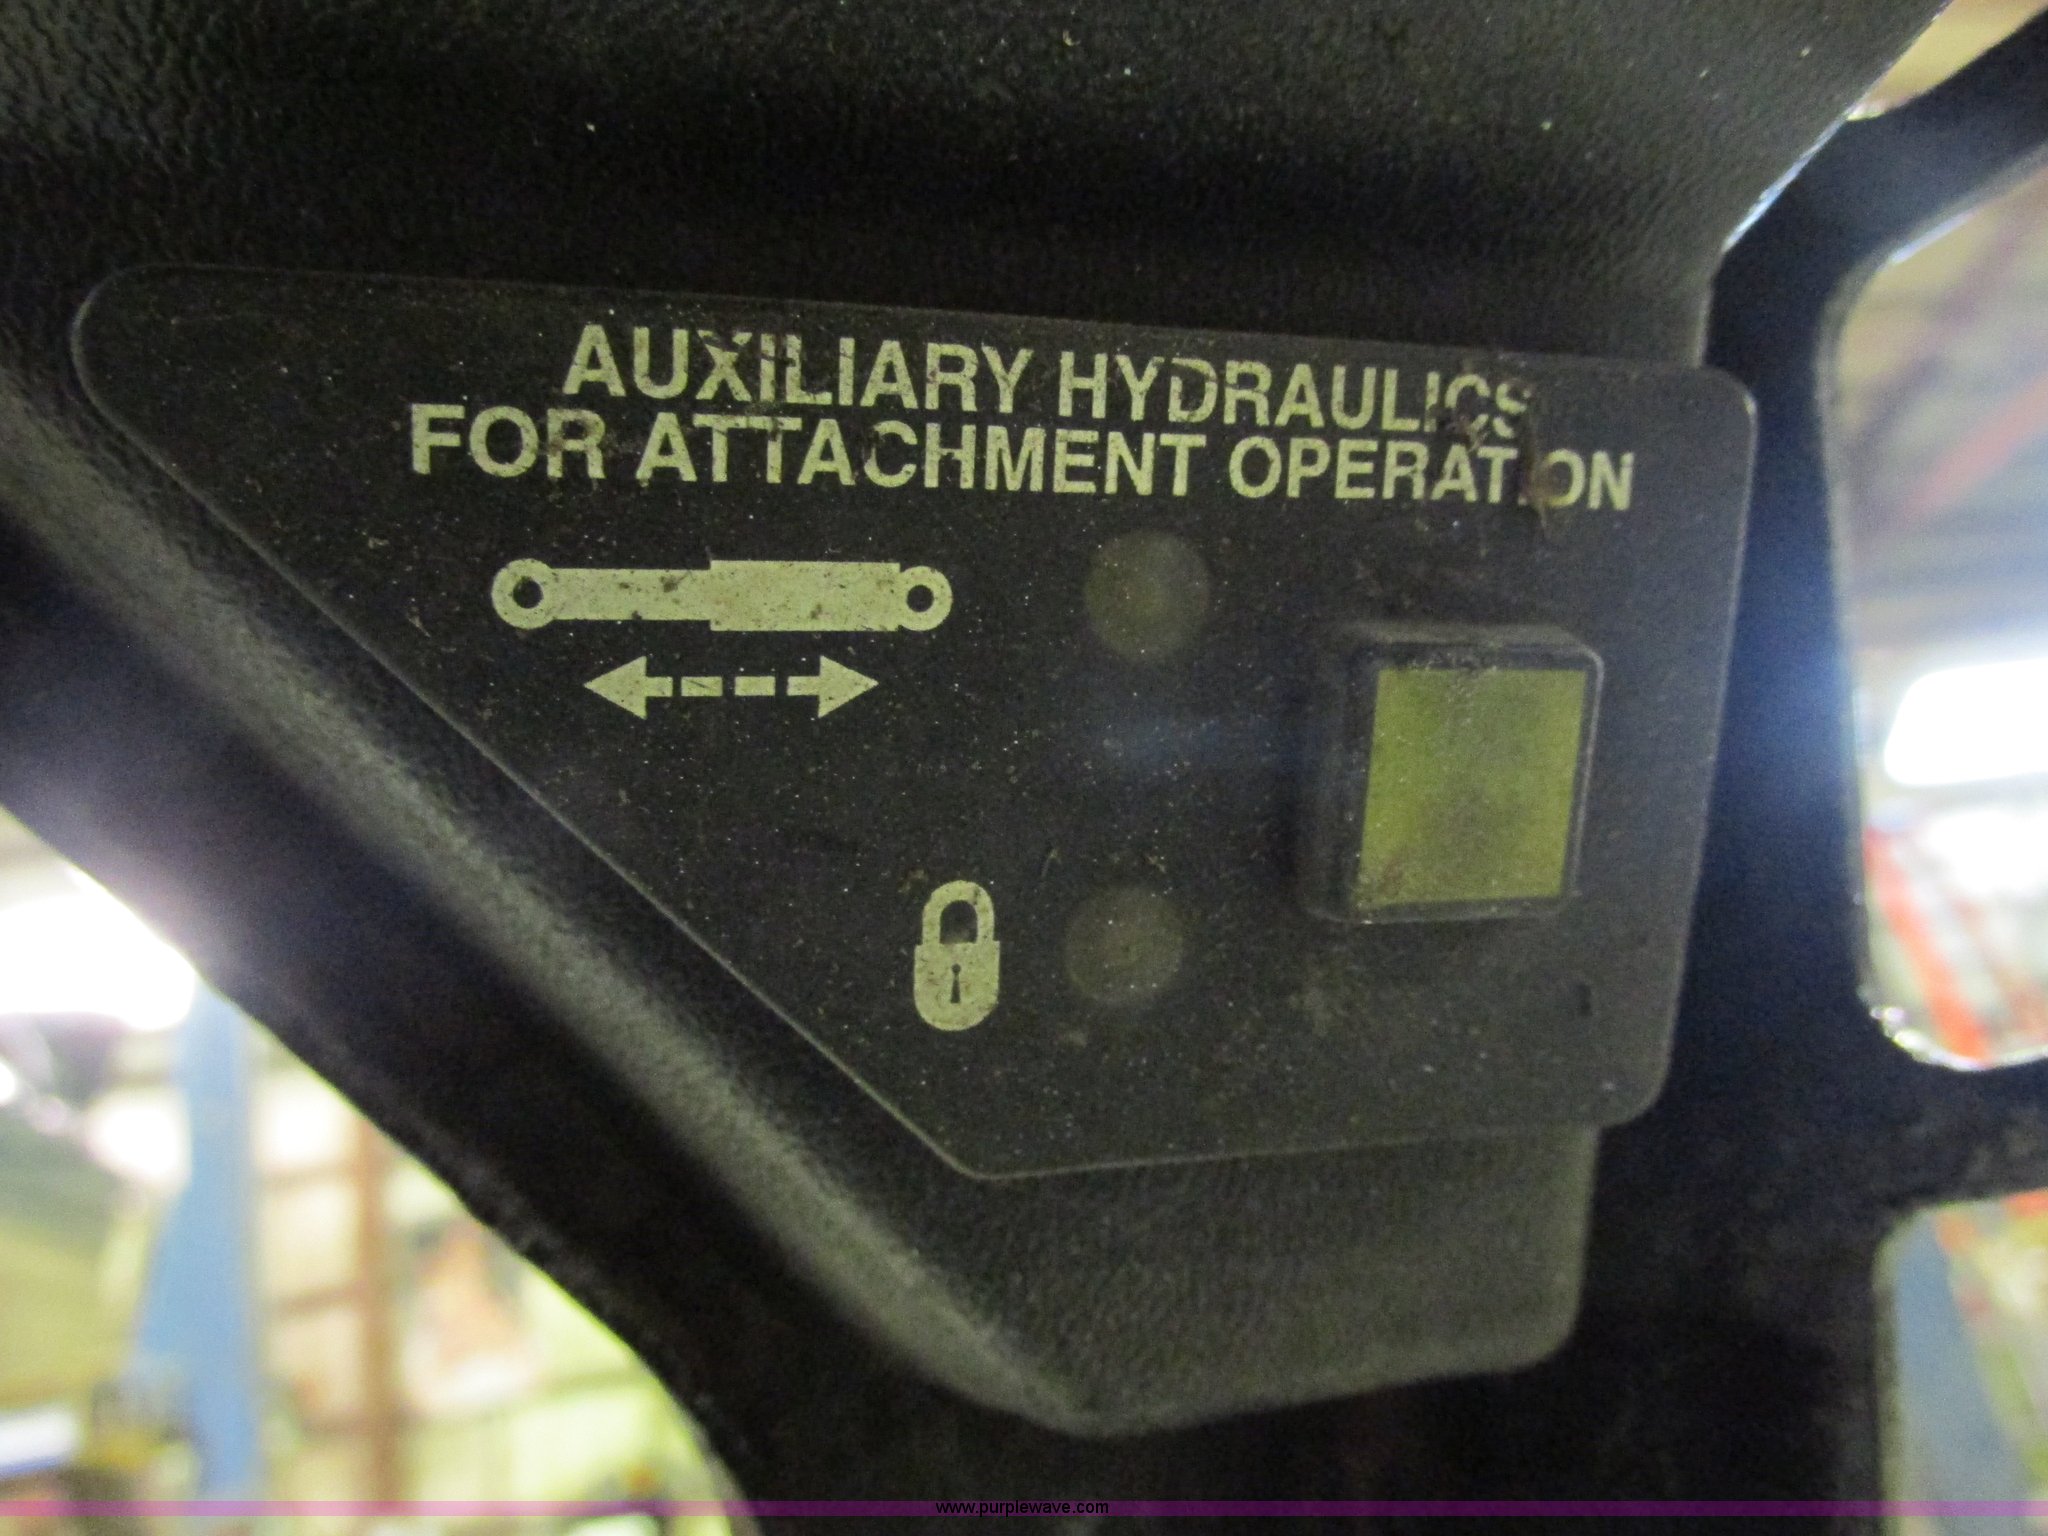 AUXILIARY HYDRAULICS
FOR ATTACHMENT OPERATION
www.purplewave.com